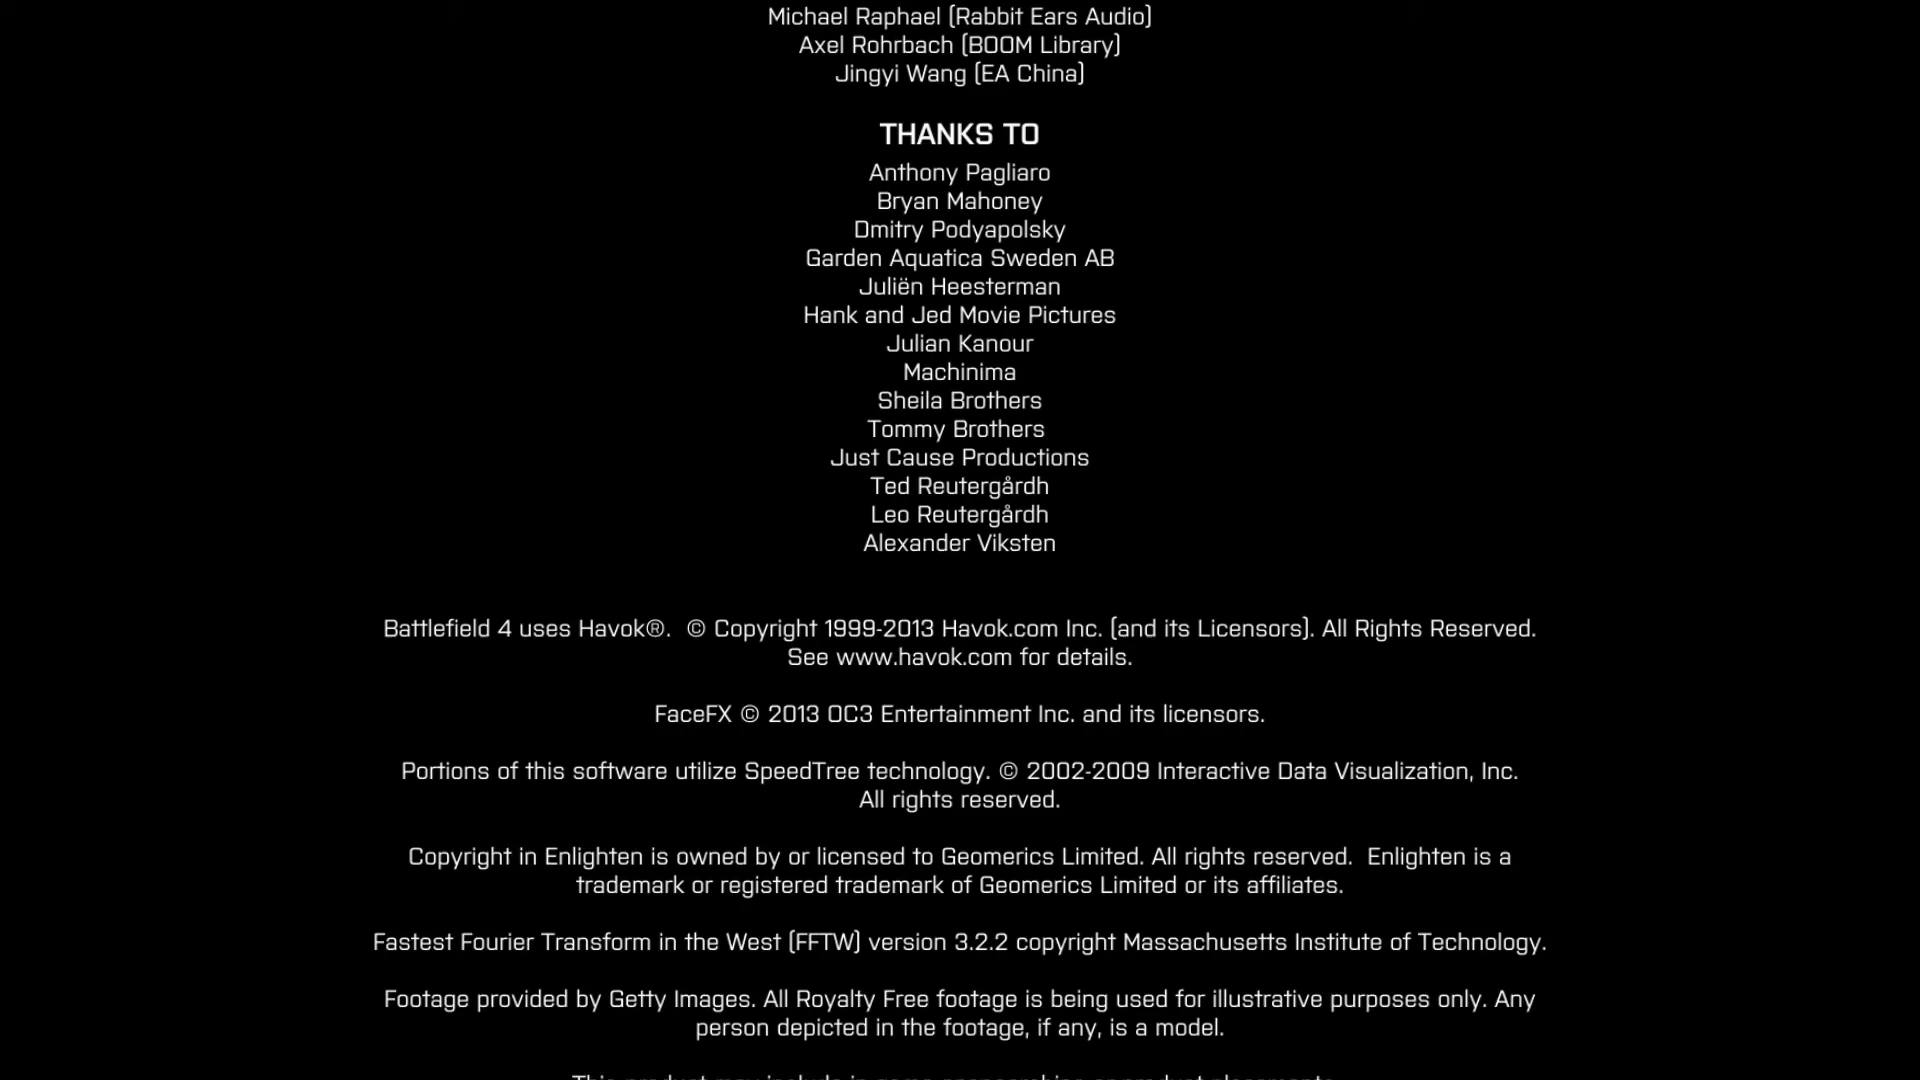 Michael Raphael (Rabbit Ears Audio)
Axel Rohrbach (BOOM Library)
Jingyi Wang (EA China)
THANKS TO
Anthony Pagliaro
Bryan Mahoney
Dmitry Podyapolsky
Garden Aquatica Sweden AB
Juliën Heesterman
Hank and Jed Movie Pictures
Julian Kanour
Machinima
Sheila Brothers
Tommy Brothers
Just Cause Productions
Ted Reutergårdh
Leo Reutergårdh
Alexander Viksten
Battlefield 4 uses Havok®.  © Copyright 1999-2013 Havok.com Inc. (and its Licensors). All Rights Reserved.
See www.havok.com for details.
FaceFX © 2013 OC3 Entertainment Inc. and its licensors.
Portions of this software utilize SpeedTree technology. © 2002-2009 Interactive Data Visualization, Inc.
All rights reserved.
Copyright in Enlighten is owned by or licensed to Geomerics Limited. All rights reserved.  Enlighten is a
trademark or registered trademark of Geomerics Limited or its affiliates.
Fastest Fourier Transform in the West (FFTW) version 3.2.2 copyright Massachusetts Institute of Technology.
Footage provided by Getty Images. All Royalty Free footage is being used for illustrative purposes only. Any
person depicted in the footage, if any, is a model.
This product may include in